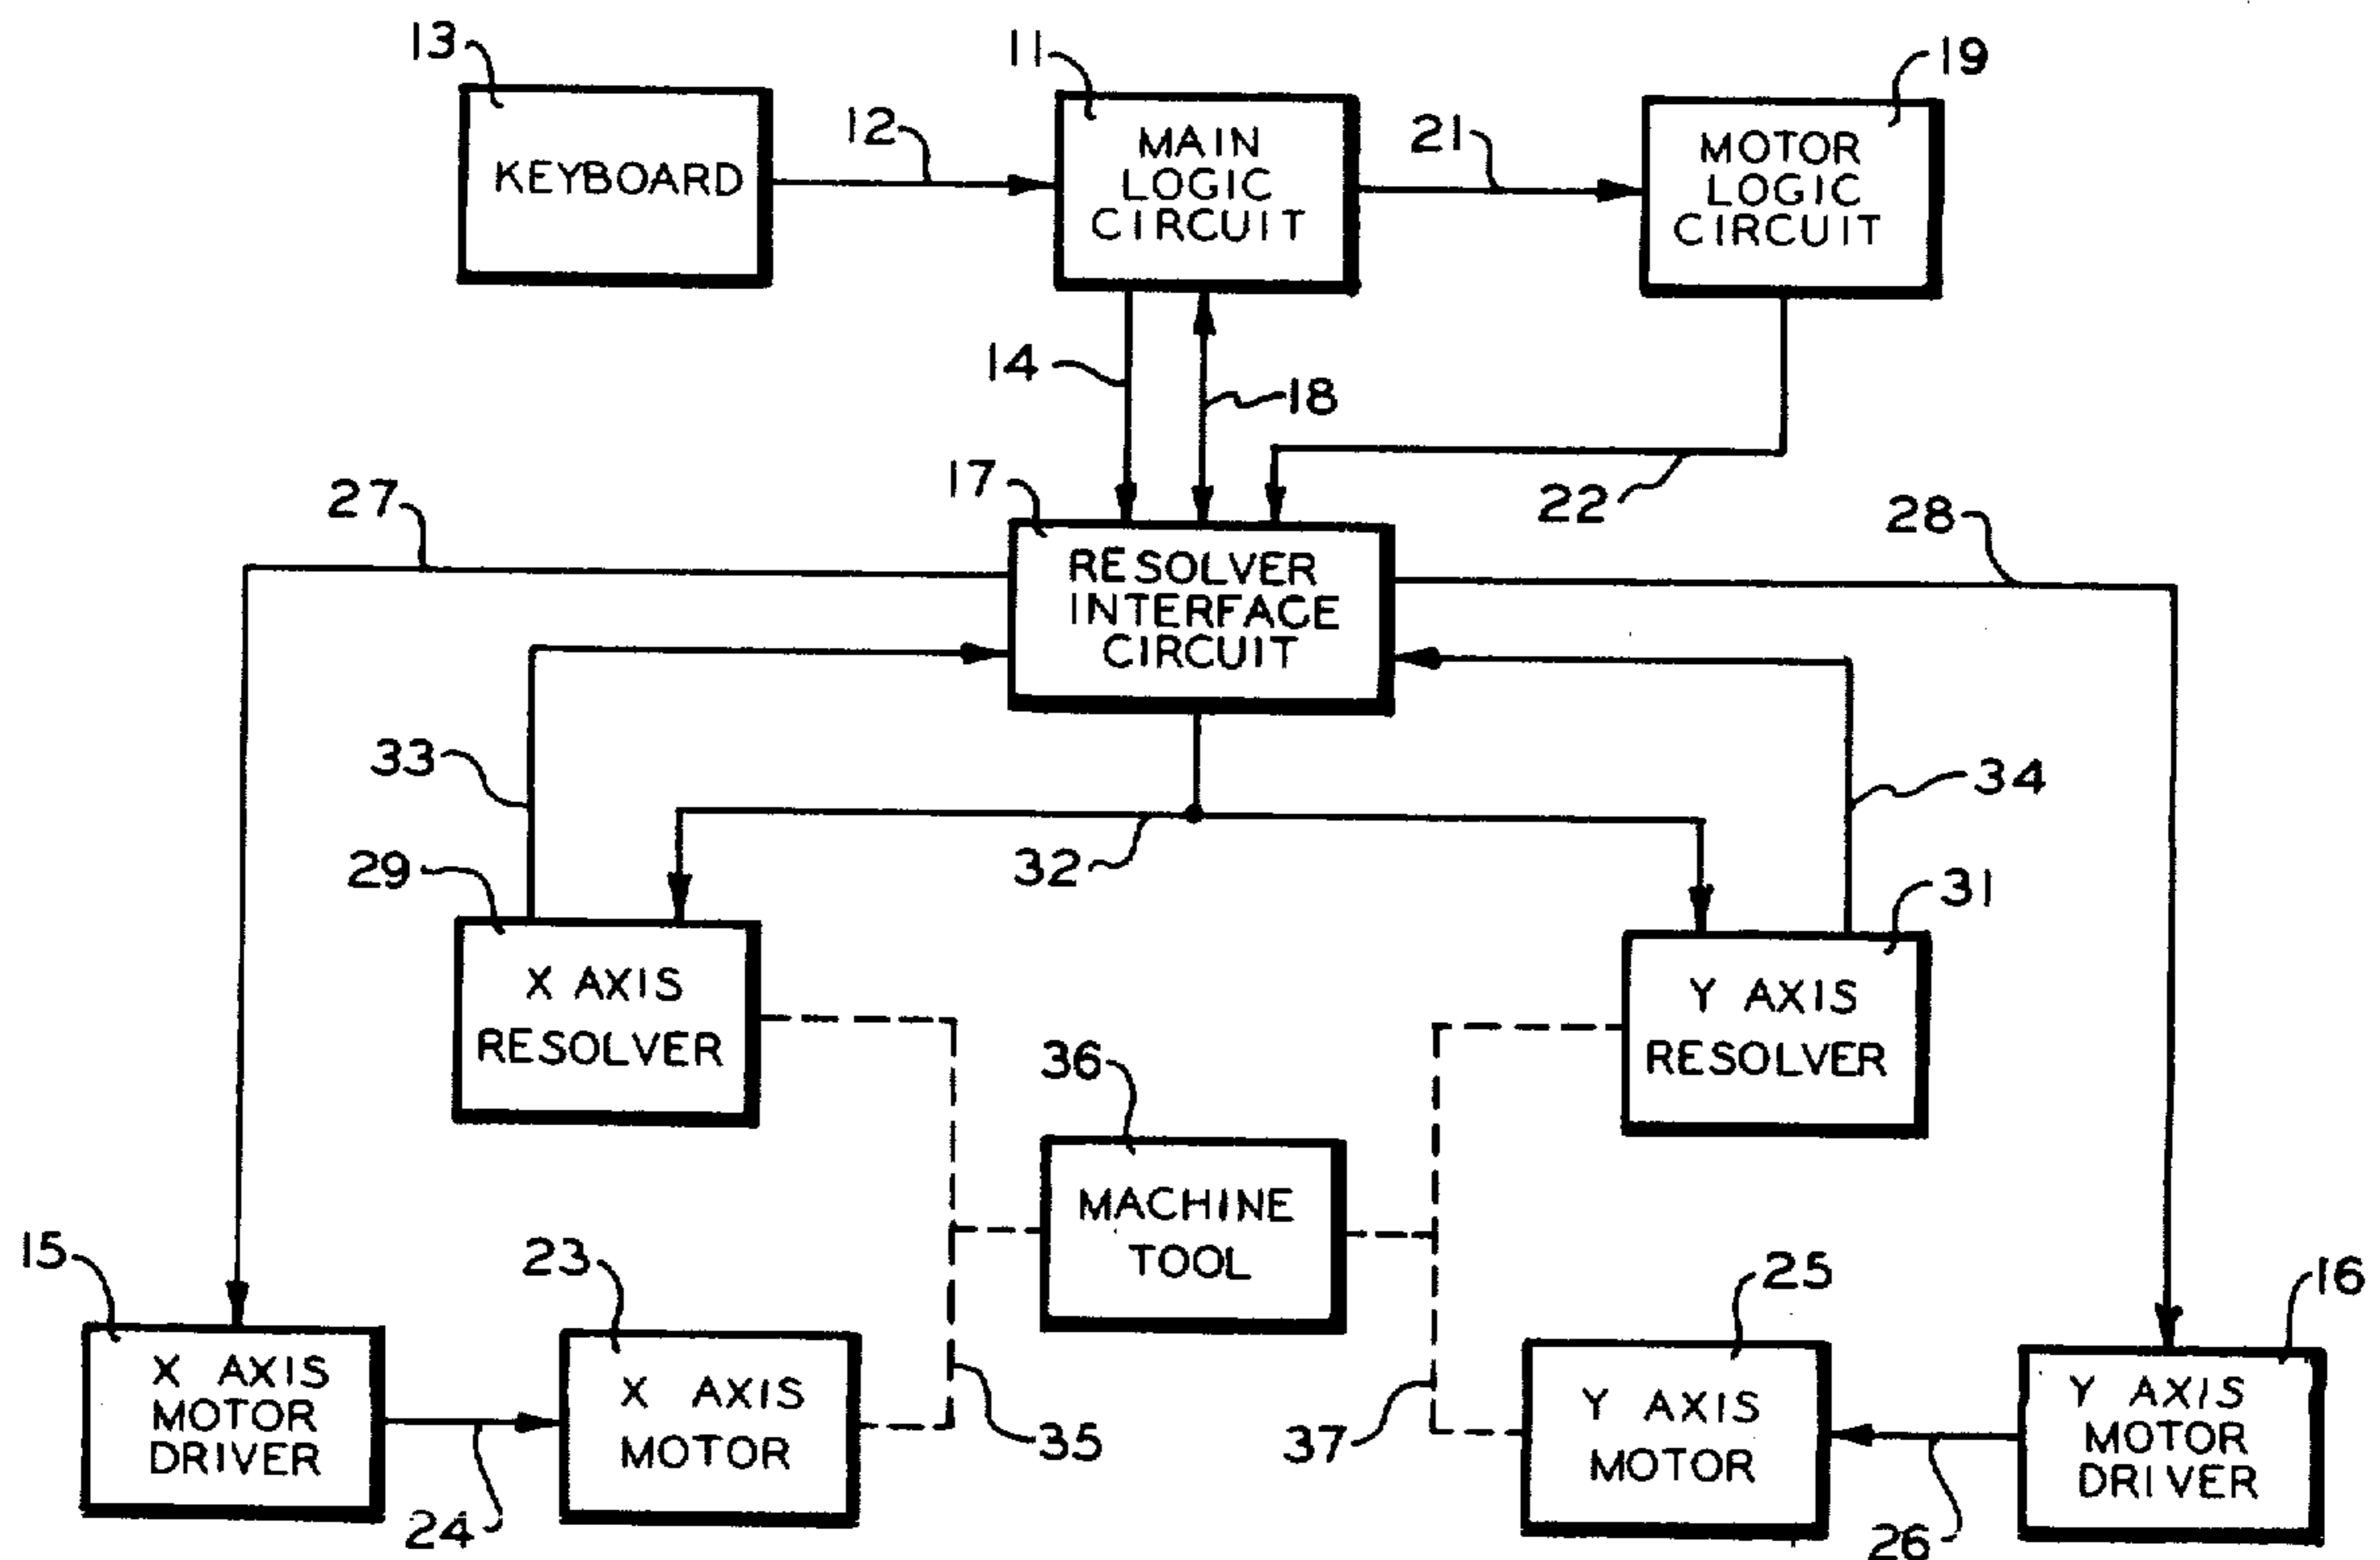 13
11
19
12
21
KEYBOARD
MAIN
LOGIC
CIRCUIT
MOTOR
LOGIC
CIRCUIT
14
18
17
22
27
28
RESOLVER
INTERFACE
CIRCUIT
33
34
32
29
31
X AXIS
RESOLVER
Y AXIS
RESOLVER
36
MACHINE
TOOL
15
23
25
16
X AXIS
MOTOR
DRIVER
X AXIS
MOTOR
35
37
Y AXIS
MOTOR
Y AXIS
MOTOR
DRIVER
24
26